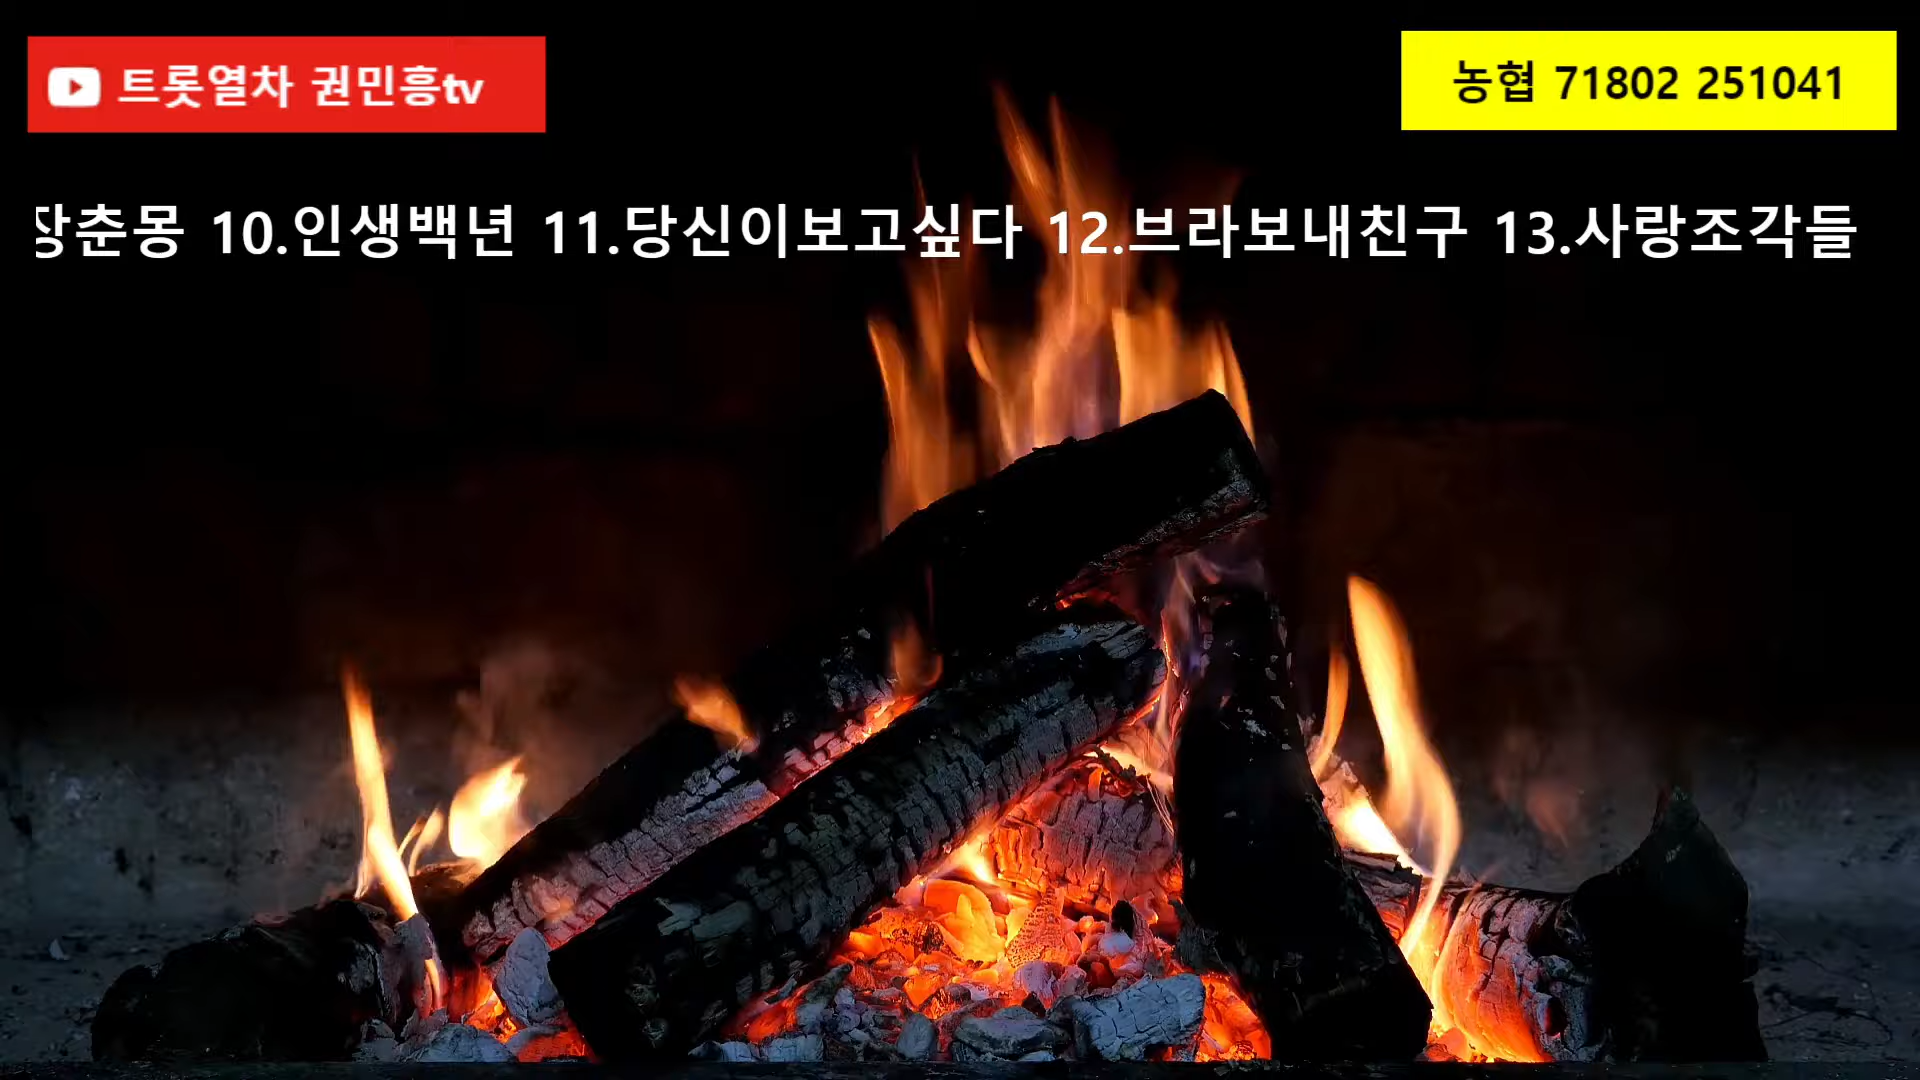 트롯열차 권민흥tv
농협 71802 251041
춘몽 10.인생백년 11.당신이보고싶다 12.브라보내친구 13.사랑조각들